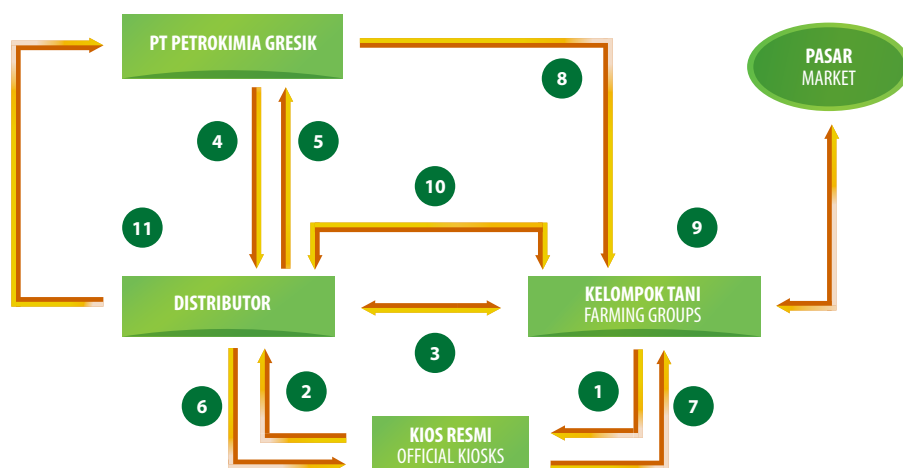 PT PETROKIMIA GRESIK
PASAR
MARKET
8
4
5
10
11
9
DISTRIBUTOR
KELOMPOK TANI
FARMING GROUPS
3
6
2
1
7
KIOS RESMI
OFFICIAL KIOSKS